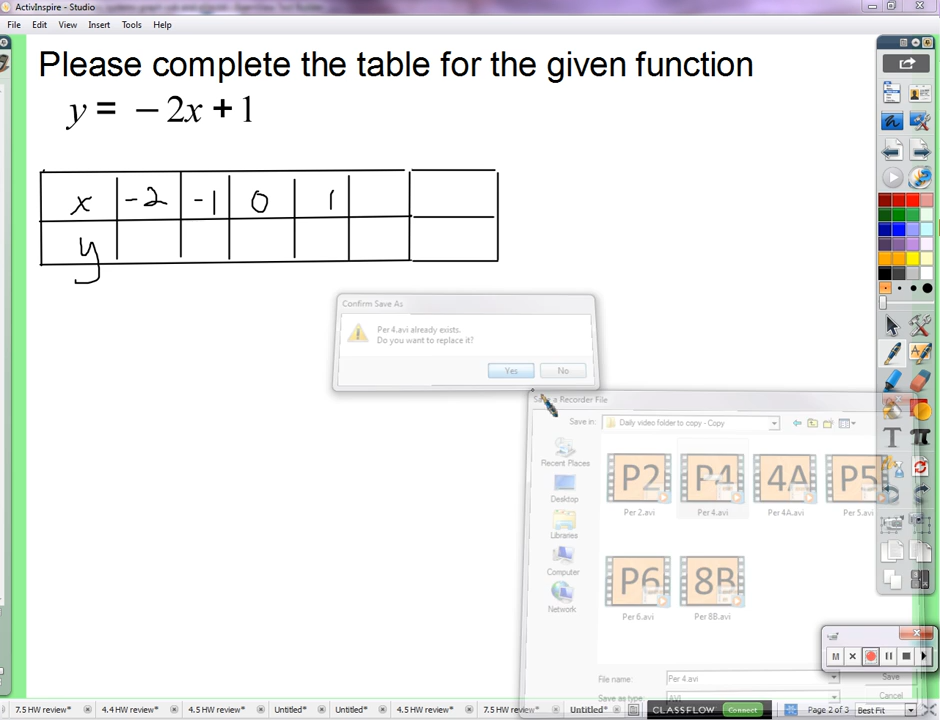 ActivInspire - Studio
File Edit View Insert Tools Help
Please complete the table for the given function
y = −2x + 1
x -2 -1 0 1
y
Confirm Save As
Per 4.avi already exists.
Do you want to replace it?
Yes No
a Recorder File
Save in: Daily video folder to copy - Copy
Recent Places
Desktop
Libraries
Computer
Network
P2 P4 4A P5
Per 2.avi Per 4.avi Per 4A.avi Per 5.avi
P6 8B
Per 6.avi Per 8B.avi
File name: Per 4.avi Save
Save as type: AVI Cancel
T π
M
7.5 HW review* 4.4 HW review* 4.5 HW review* Untitled* Untitled* 4.5 HW review* 7.5 HW review* Untitled* CLASSFLOW Connect Page 2 of 3 Best Fit